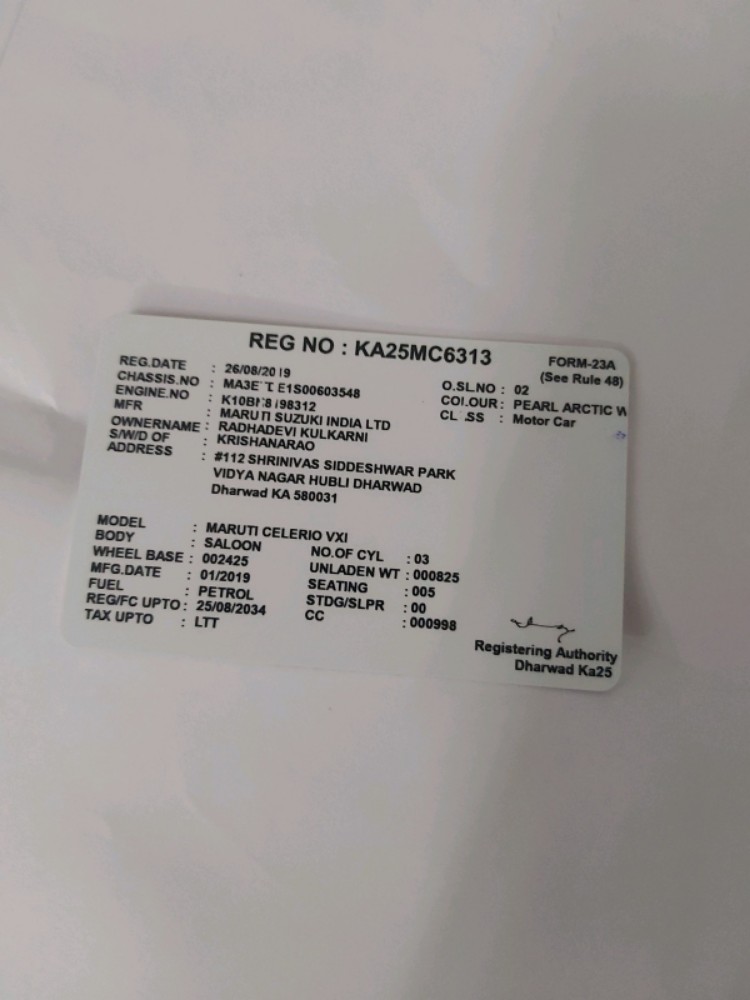 REG NO : KA25MC6313
FORM-23A
(See Rule 48)
REG.DATE : 26/08/2019
CHASSIS.NO :
ENGINE.NO :
MFR : MARUTI SUZUKI INDIA LTD
OWNERNAME : RADHADEVI KULKARNI
S/W/D OF : KRISHANARAO
ADDRESS : #112 SHRINIVAS SIDDESHWAR PARK
VIDYA NAGAR HUBLI DHARWAD
Dharwad KA 580031
O.SL.NO : 02
COLOUR : PEARL ARCTIC W
CLASS : Motor Car
MODEL : MARUTI CELERIO VXI
BODY : SALOON
WHEEL BASE : 002425
MFG.DATE : 01/2019
FUEL : PETROL
REG/FC UPTO : 25/08/2034
TAX UPTO : LTT
NO.OF CYL : 03
UNLADEN WT : 000825
SEATING : 005
STDG/SLPR : 00
CC : 000998
Registering Authority
Dharwad Ka25